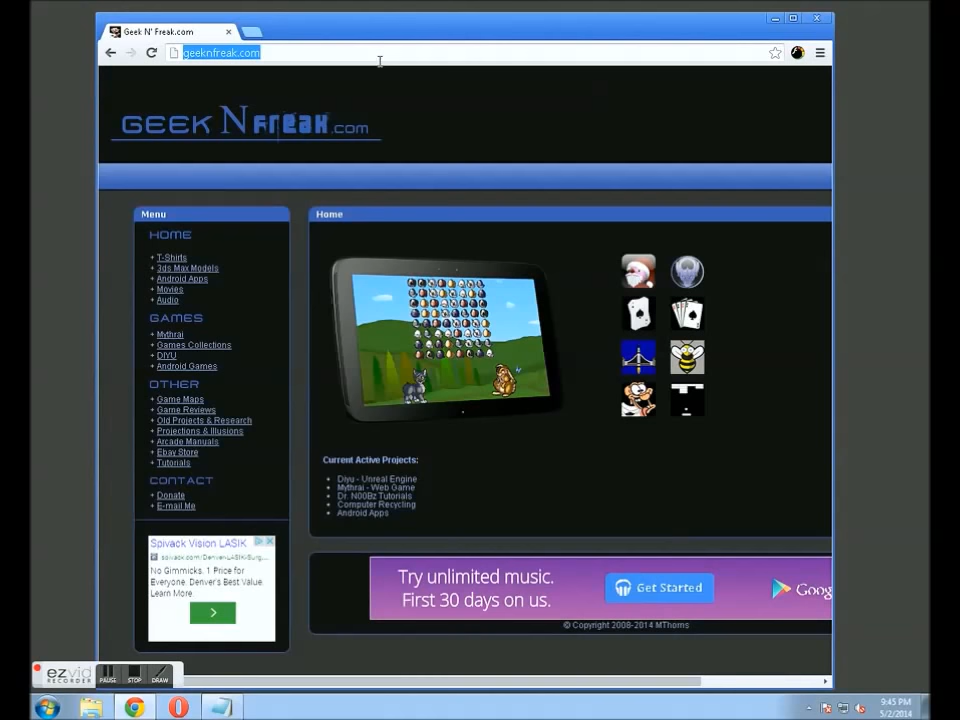 Geek N' Freak.com
geeknfreak.com
GEEK N FREAK.com
Menu
HOME
+ T-Shirts
+ 3ds Max Models
+ Android Apps
+ Movies
+ Audio
GAMES
+ Mythrai
+ Games Collections
+ DIYU
+ Android Games
OTHER
+ Game Maps
+ Game Reviews
+ Old Projects & Research
+ Projections & Illusions
+ Arcade Manuals
+ Ebay Store
+ Tutorials
CONTACT
+ Donate
+ E-mail Me
Spivack Vision LASIK
No Gimmicks. 1 Price for
Everyone. Denver's Best Value.
Learn More
Home
Current Active Projects:
• Diyu - Unreal Engine
• Mythrai - Web Game
• Dr. N00Bz Tutorials
• Computer Recycling
• Android Apps
Try unlimited music.
First 30 days on us.
Get Started
Goog
© Copyright 2008-2014 MThorns
ezvid
RECORDER
PAUSE
STOP
DRAW
9:45 PM
5/2/2014